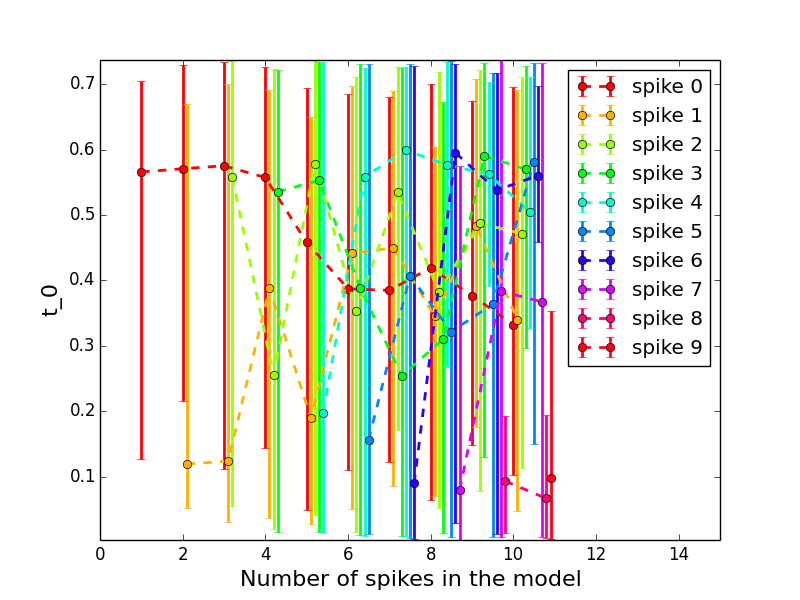 0.7
0.6
0.5
0.4
0.3
0.2
0.1
t_0
0 2 4 6 8 10 12 14
Number of spikes in the model
spike 0
spike 1
spike 2
spike 3
spike 4
spike 5
spike 6
spike 7
spike 8
spike 9